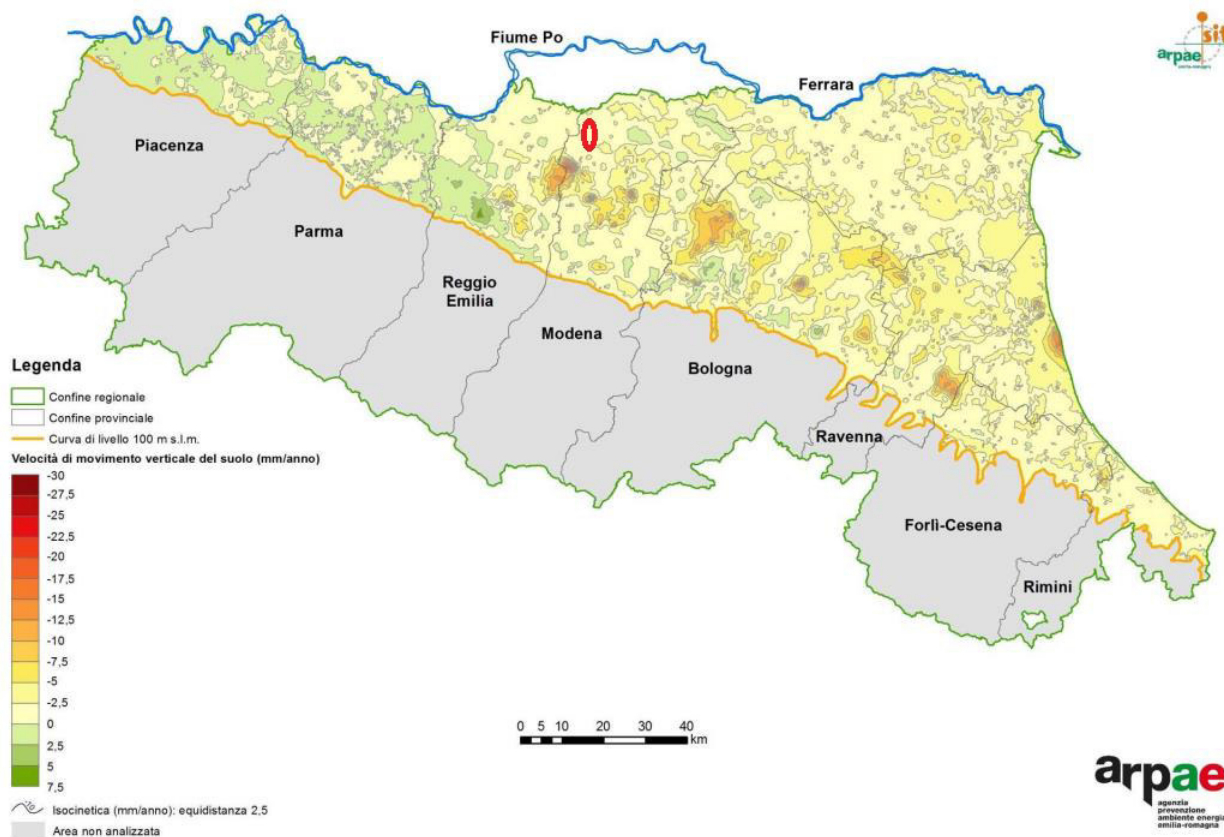 Fiume Po
Ferrara
arpae
Piacenza
Parma
Reggio
Emilia
Modena
Bologna
Ravenna
Forlì-Cesena
Rimini
Legenda
Confine regionale
Confine provinciale
Curva di livello 100 m s.l.m.
Velocità di movimento verticale del suolo (mm/anno)
-30
-27,5
-25
-22,5
-20
-17,5
-15
-12,5
-10
-7,5
-5
-2,5
0
2,5
5
7,5
Isocinetica (mm/anno): equidistanza 2,5
Area non analizzata
0 5 10 20 30 40
km
arpae
agenzia
prevenzione
ambiente energia
emilia-romagna